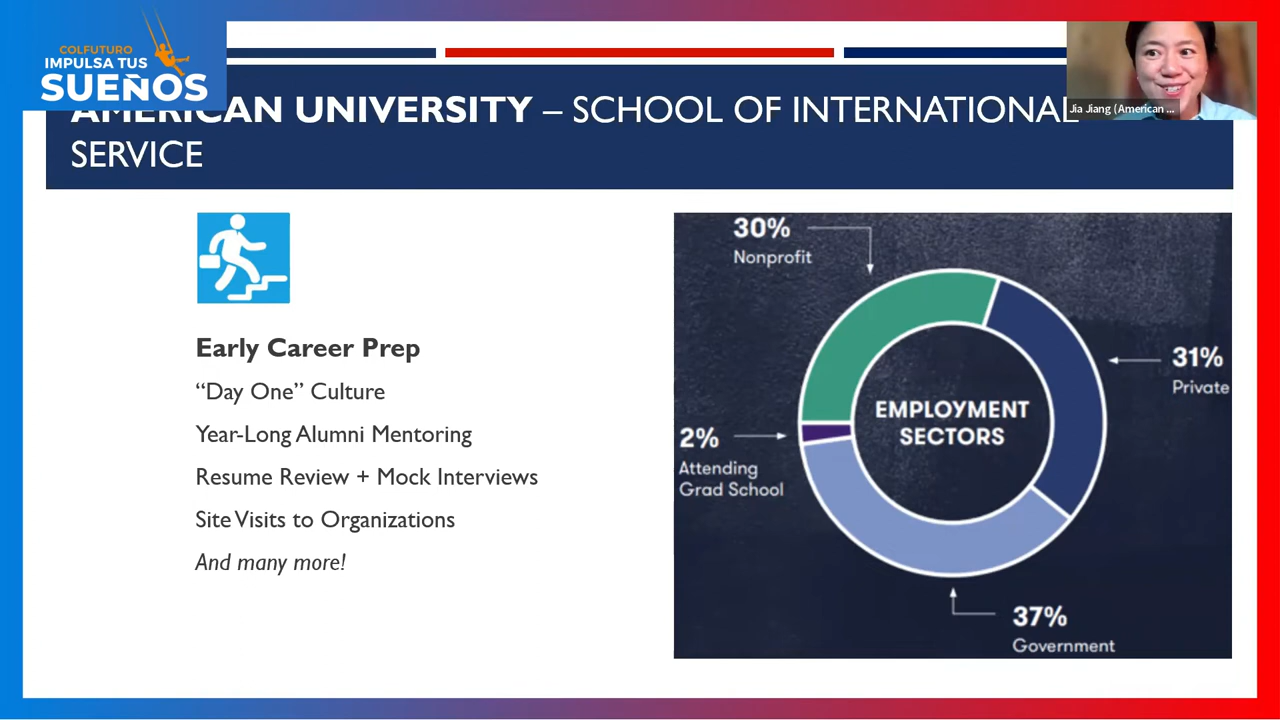 COLFUTURO
IMPULSA TUS
SUEÑOS
AMERICAN UNIVERSITY – SCHOOL OF INTERNATIONAL
SERVICE
Jia Jiang (American ...
Early Career Prep
“Day One” Culture
Year-Long Alumni Mentoring
Resume Review + Mock Interviews
Site Visits to Organizations
And many more!
30%
Nonprofit
31%
Private
EMPLOYMENT
SECTORS
2%
Attending
Grad School
37%
Government